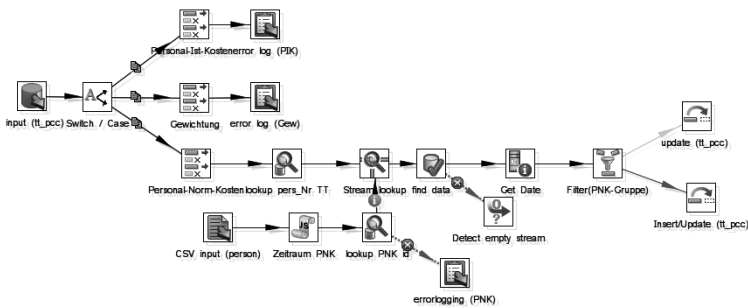 Personal-Ist-Kosten error log (PIK)
input (tt_pcc) Switch / Case Gewichtung error log (Gew)
update (tt_pcc)
Personal-Norm-Kosten lookup pers_Nr TT Stream lookup find data Get Date Filter(PNK-Gruppe)
Insert/Update (tt_pcc)
CSV input (person) Zeitraum PNK lookup PNK id Detect empty stream
errorlogging (PNK)